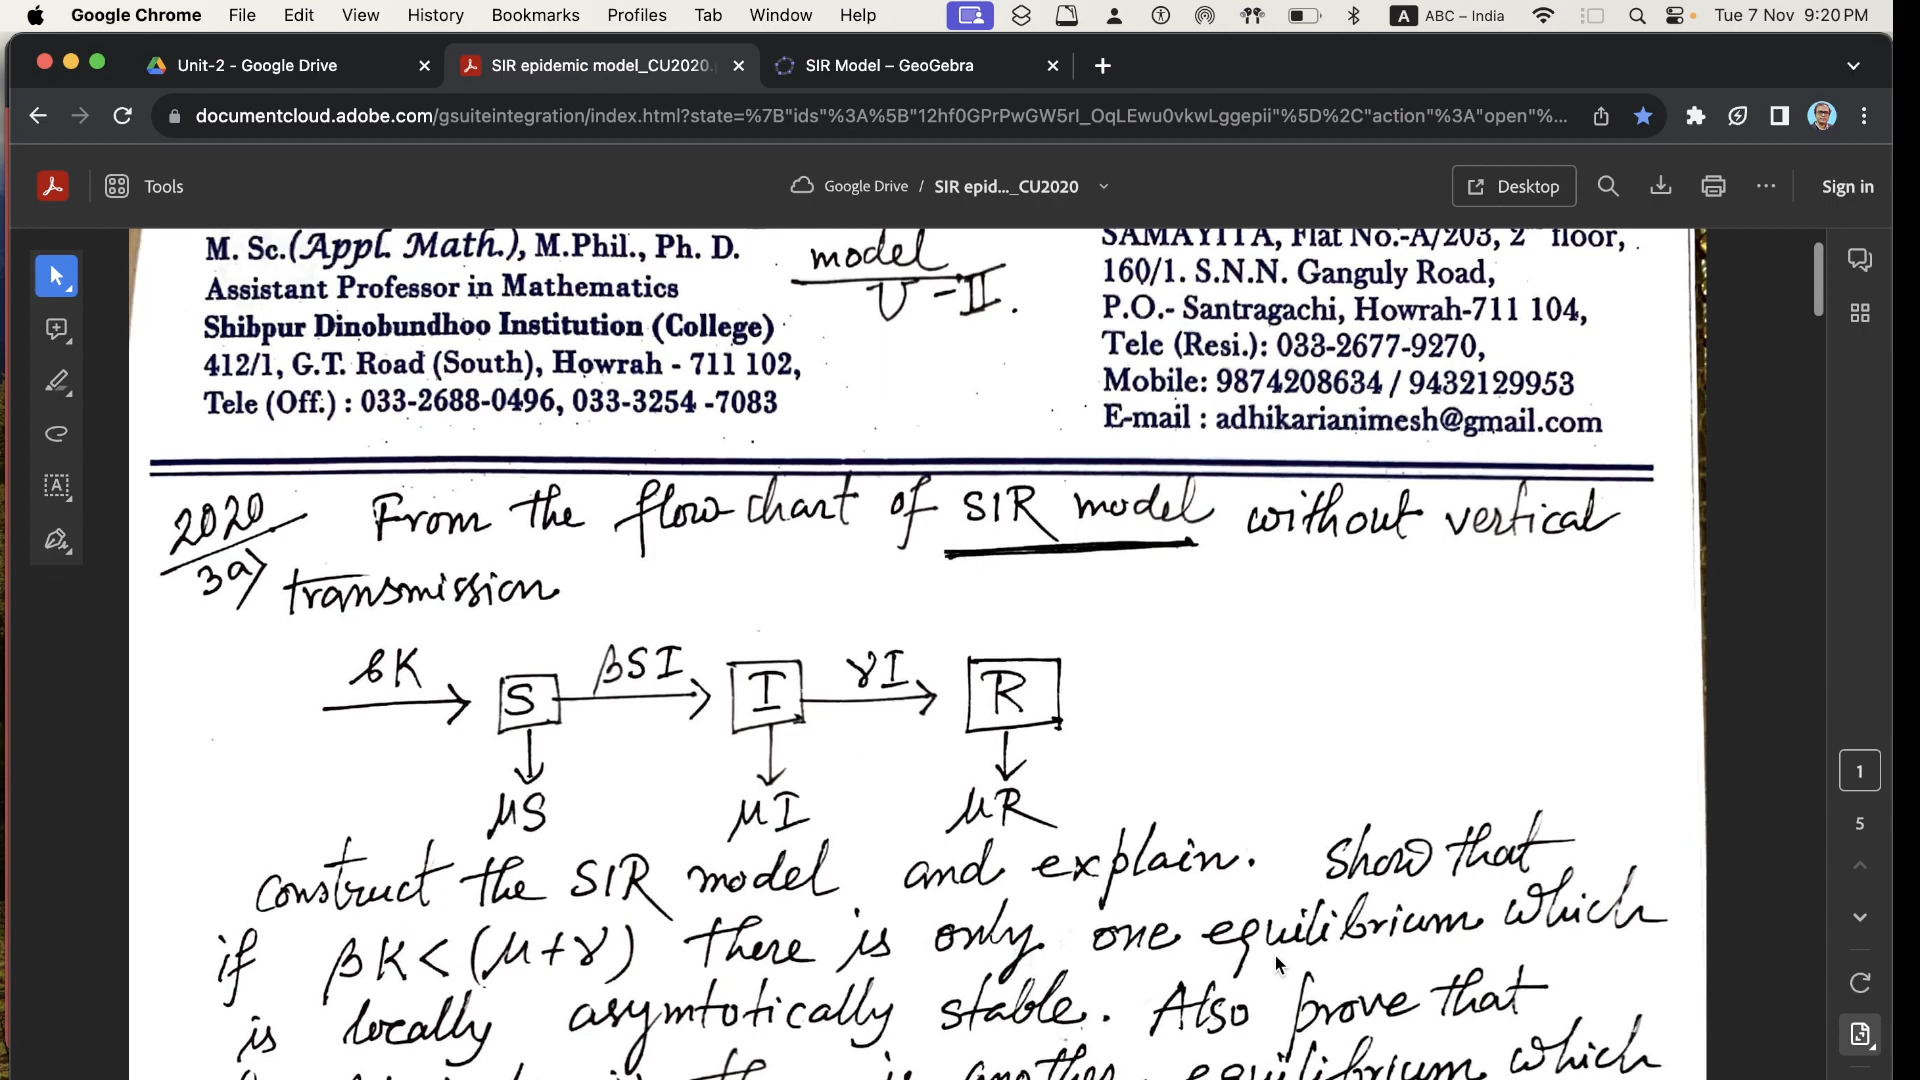 Google Chrome File Edit View History Bookmarks Profiles Tab Window Help A ABC – India Tue 7 Nov 9:20 PM
Unit-2 - Google Drive SIR epidemic model_CU2020. SIR Model – GeoGebra
documentcloud.adobe.com/gsuiteintegration/index.html?state=%7B"ids"%3A%5B"12hf0GPrPwGW5rl_OqLEwu0vkwLggepii"%5D%2C"action"%3A"open"%...
Tools Google Drive / SIR epid..._CU2020 Desktop Sign in
M. Sc.(Appl. Math.), M.Phil., Ph. D.
Assistant Professor in Mathematics
Shibpur Dinobundhoo Institution (College)
412/1, G.T. Road (South), Howrah - 711 102,
Tele (Off.) : 033-2688-0496, 033-3254 -7083
model
U-II.
SAMAYITA, Flat No.-A/203, 2 floor,
160/1. S.N.N. Ganguly Road,
P.O.- Santragachi, Howrah-711 104,
Tele (Resi.): 033-2677-9270,
Mobile: 9874208634 / 9432129953
E-mail : adhikarianimesh@gmail.com
2020 From the flow chart of SIR model without vertical
3a) transmission
bK βSI γI
S I R
μS μI μR
construct the SIR model and explain. Show that
if βK < (μ+γ) there is only one equilibrium which
is locally asymtotically stable. Also prove that
another equilibrium which
1
5